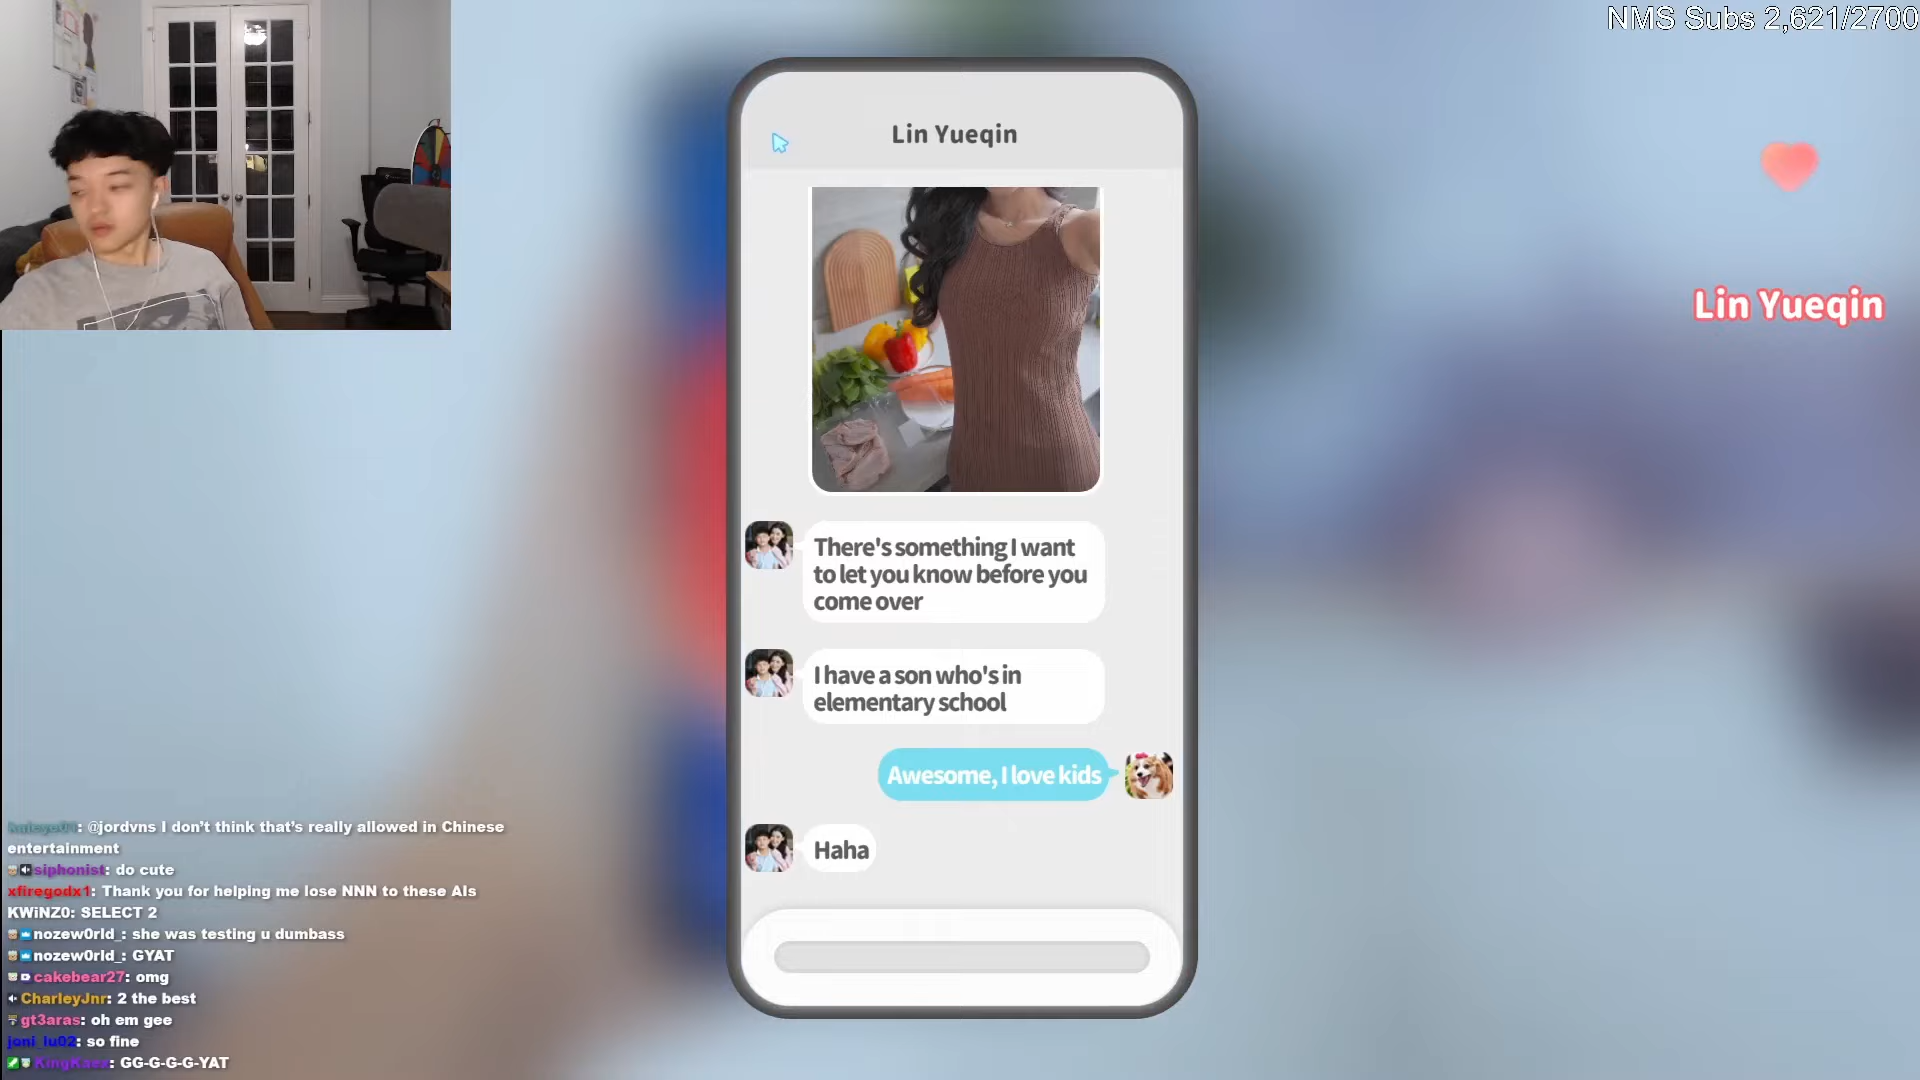 NMS Subs 2,621/2700
Lin Yueqin
Lin Yueqin
There's something I want
to let you know before you
come over
I have a son who's in
elementary school
Awesome, I love kids
Haha
: @jordvns I don't think that's really allowed in Chinese
entertainment
siphonist: do cute
xfiregodx1: Thank you for helping me lose NNN to these AIs
KWiNZ0: SELECT 2
nozew0rld_: she was testing u dumbass
nozew0rld_: GYAT
cakebear27: omg
CharleyJnr: 2 the best
gt3aras: oh em gee
joni_lu02: so fine
: GG-G-G-G-YAT